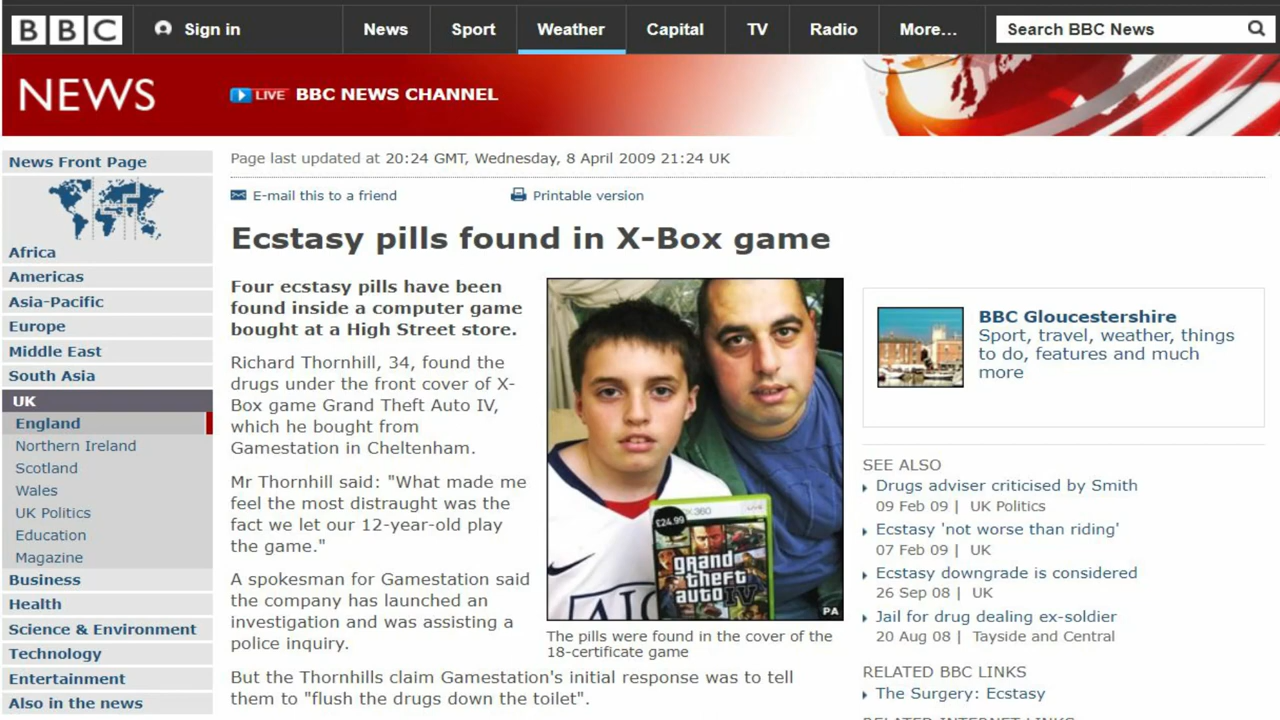 BBC
Sign in
News
Sport
Weather
Capital
TV
Radio
More...
Search BBC News
NEWS
LIVE BBC NEWS CHANNEL
News Front Page
Africa
Americas
Asia-Pacific
Europe
Middle East
South Asia
UK
England
Northern Ireland
Scotland
Wales
UK Politics
Education
Magazine
Business
Health
Science & Environment
Technology
Entertainment
Also in the news
Page last updated at 20:24 GMT, Wednesday, 8 April 2009 21:24 UK
E-mail this to a friend
Printable version
Ecstasy pills found in X-Box game
Four ecstasy pills have been
found inside a computer game
bought at a High Street store.
Richard Thornhill, 34, found the
drugs under the front cover of X-
Box game Grand Theft Auto IV,
which he bought from
Gamestation in Cheltenham.
Mr Thornhill said: "What made me
feel the most distraught was the
fact we let our 12-year-old play
the game."
A spokesman for Gamestation said
the company has launched an
investigation and was assisting a
police inquiry.
But the Thornhills claim Gamestation's initial response was to tell
them to "flush the drugs down the toilet".
£24.99
XBOX 360
LIVE
grand
theft
auto IV
AIG
PA
The pills were found in the cover of the
18-certificate game
BBC Gloucestershire
Sport, travel, weather, things
to do, features and much
more
SEE ALSO
Drugs adviser criticised by Smith
09 Feb 09 | UK Politics
Ecstasy 'not worse than riding'
07 Feb 09 | UK
Ecstasy downgrade is considered
26 Sep 08 | UK
Jail for drug dealing ex-soldier
20 Aug 08 | Tayside and Central
RELATED BBC LINKS
The Surgery: Ecstasy
RELATED INTERNET LINKS